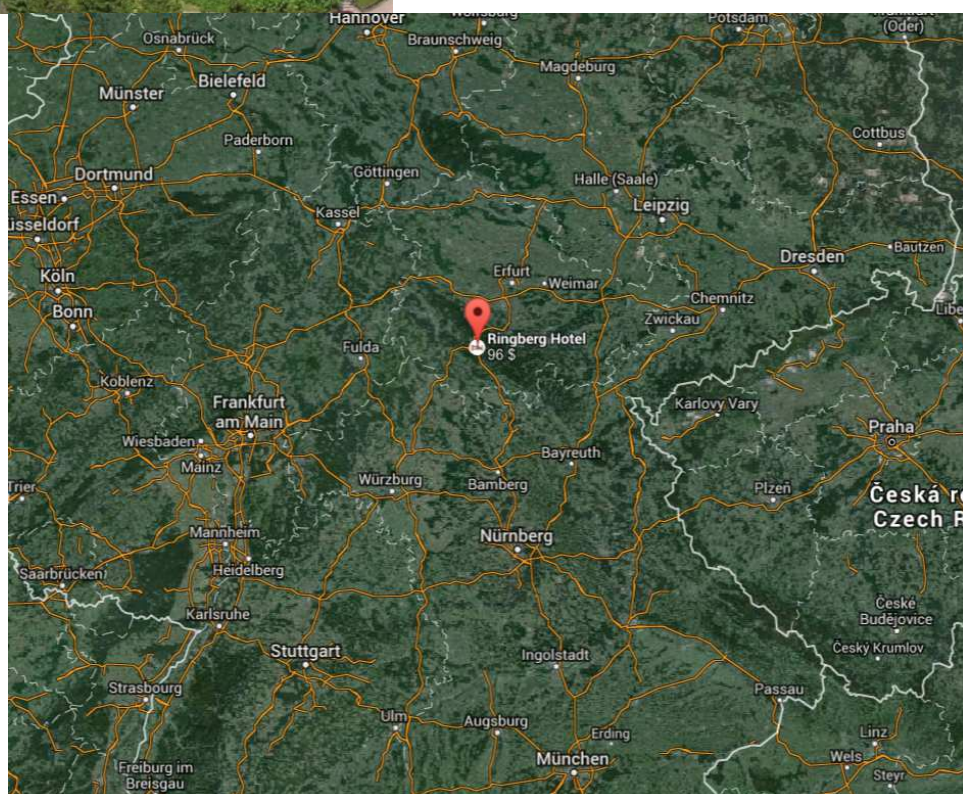 Hannover
Wolfsburg
Potsdam
Frankfurt
(Oder)
Osnabrück
Braunschweig
Magdeburg
Bielefeld
Münster
Paderborn
Cottbus
Dortmund
Göttingen
Halle (Saale)
Essen
Kassel
Leipzig
üsseldorf
Bautzen
Dresden
Köln
Erfurt
Weimar
Chemnitz
Libe
Bonn
Zwickau
Ringberg Hotel
96 $
Fulda
Koblenz
Frankfurt
am Main
Karlovy Vary
Praha
Wiesbaden
Mainz
Bayreuth
Trier
Würzburg
Bamberg
Plzeň
Česká re
Czech R
Mannheim
Nürnberg
Heidelberg
Saarbrücken
Karlsruhe
České
Budějovice
Stuttgart
Ingolstadt
Český Krumlov
Strasbourg
Passau
Ulm
Augsburg
Erding
Linz
München
Wels
Freiburg im
Breisgau
Steyr